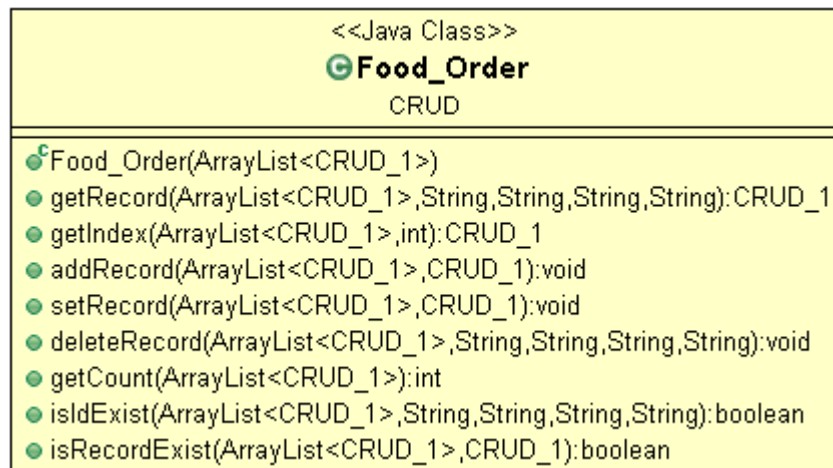 <<Java Class>>
Food_Order
CRUD
Food_Order(ArrayList<CRUD_1>)
getRecord(ArrayList<CRUD_1>,String,String,String,String):CRUD_1
getIndex(ArrayList<CRUD_1>,int):CRUD_1
addRecord(ArrayList<CRUD_1>,CRUD_1):void
setRecord(ArrayList<CRUD_1>,CRUD_1):void
deleteRecord(ArrayList<CRUD_1>,String,String,String,String):void
getCount(ArrayList<CRUD_1>):int
isIdExist(ArrayList<CRUD_1>,String,String,String,String):boolean
isRecordExist(ArrayList<CRUD_1>,CRUD_1):boolean